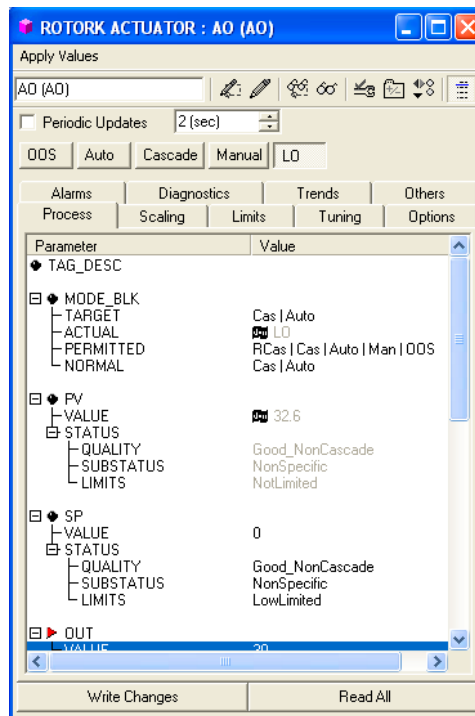 ROTORK ACTUATOR : AO (AO)
Apply Values
AO (AO)
Periodic Updates 2 (sec)
OOS Auto Cascade Manual LO
Alarms Diagnostics Trends Others
Process Scaling Limits Tuning Options
Parameter Value
TAG_DESC
MODE_BLK
TARGET Cas | Auto
ACTUAL LO
PERMITTED RCas | Cas | Auto | Man | OOS
NORMAL Cas | Auto
PV
VALUE 32.6
STATUS
QUALITY Good_NonCascade
SUBSTATUS NonSpecific
LIMITS NotLimited
SP
VALUE 0
STATUS
QUALITY Good_NonCascade
SUBSTATUS NonSpecific
LIMITS LowLimited
OUT
VALUE 30
Write Changes Read All